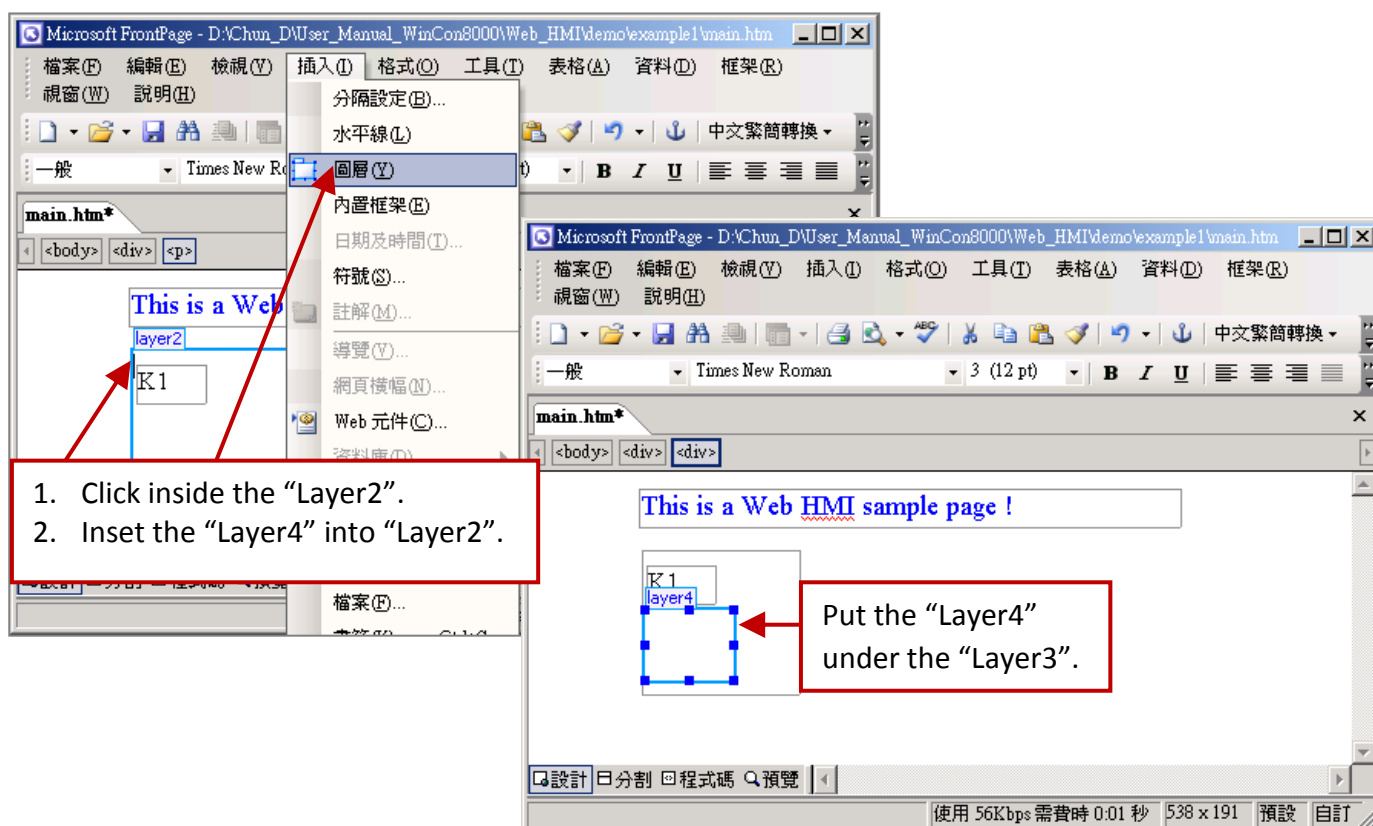 Microsoft FrontPage - D:\Chun_D\User_Manual_WinCon8000\Web_HMI\demo\example1\main.htm
檔案(F) 編輯(E) 檢視(V) 插入(I) 格式(O) 工具(T) 表格(A) 資料(D) 框架(R)
視窗(W) 說明(H)
中文繁簡轉換
一般 Times New
B I U
main.htm*
<body> <div> <p>
This is a Web
layer2
K1
分隔設定(B)...
水平線(L)
圖層(Y)
內置框架(E)
日期及時間(T)...
符號(S)...
註解(M)...
導覽(V)...
網頁橫幅(N)...
Web 元件(C)...
檔案(F)...
1. Click inside the “Layer2”.
2. Inset the “Layer4” into “Layer2”.
Microsoft FrontPage - D:\Chun_D\User_Manual_WinCon8000\Web_HMI\demo\example1\main.htm
檔案(F) 編輯(E) 檢視(V) 插入(I) 格式(O) 工具(T) 表格(A) 資料(D) 框架(R)
視窗(W) 說明(H)
ABC 中文繁簡轉換
一般 Times New Roman 3 (12 pt) B I U
main.htm*
<body> <div> <div>
This is a Web HMI sample page !
K1
layer4
Put the “Layer4”
under the “Layer3”.
設計 分割 程式碼 預覽
使用 56Kbps 需費時 0:01 秒 538 x 191 預設 自訂